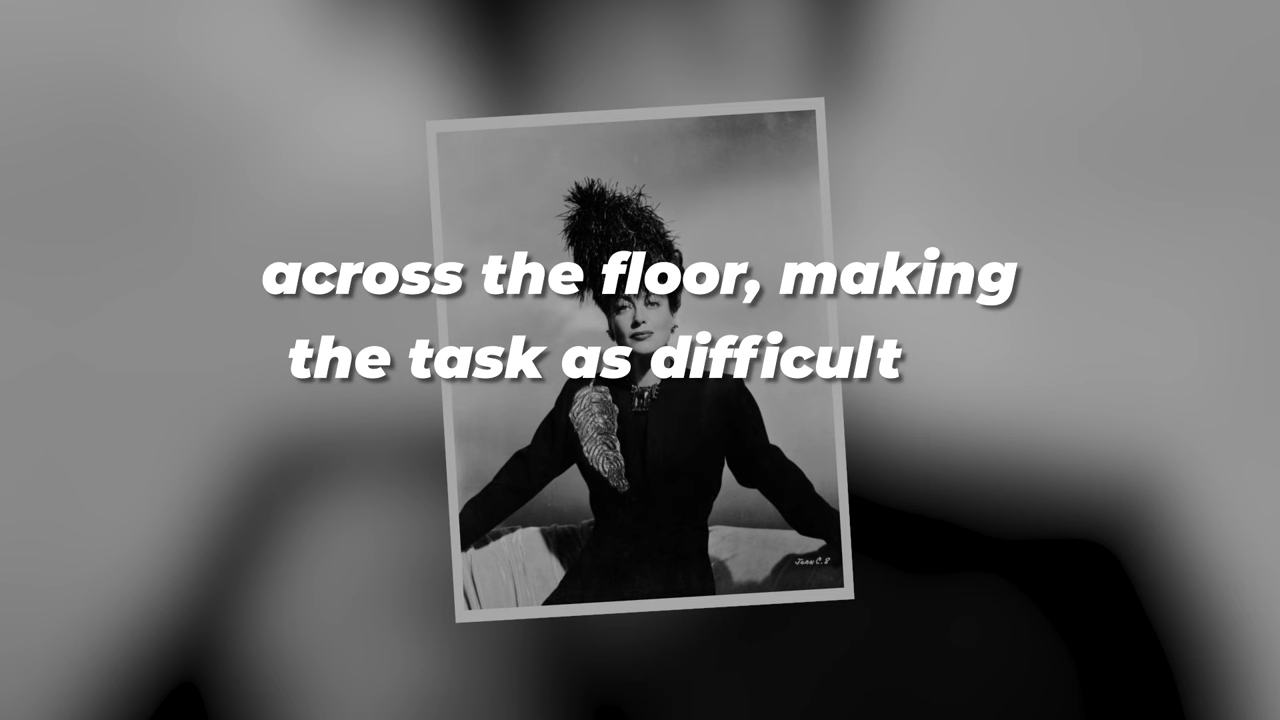 across the floor, making
the task as difficult